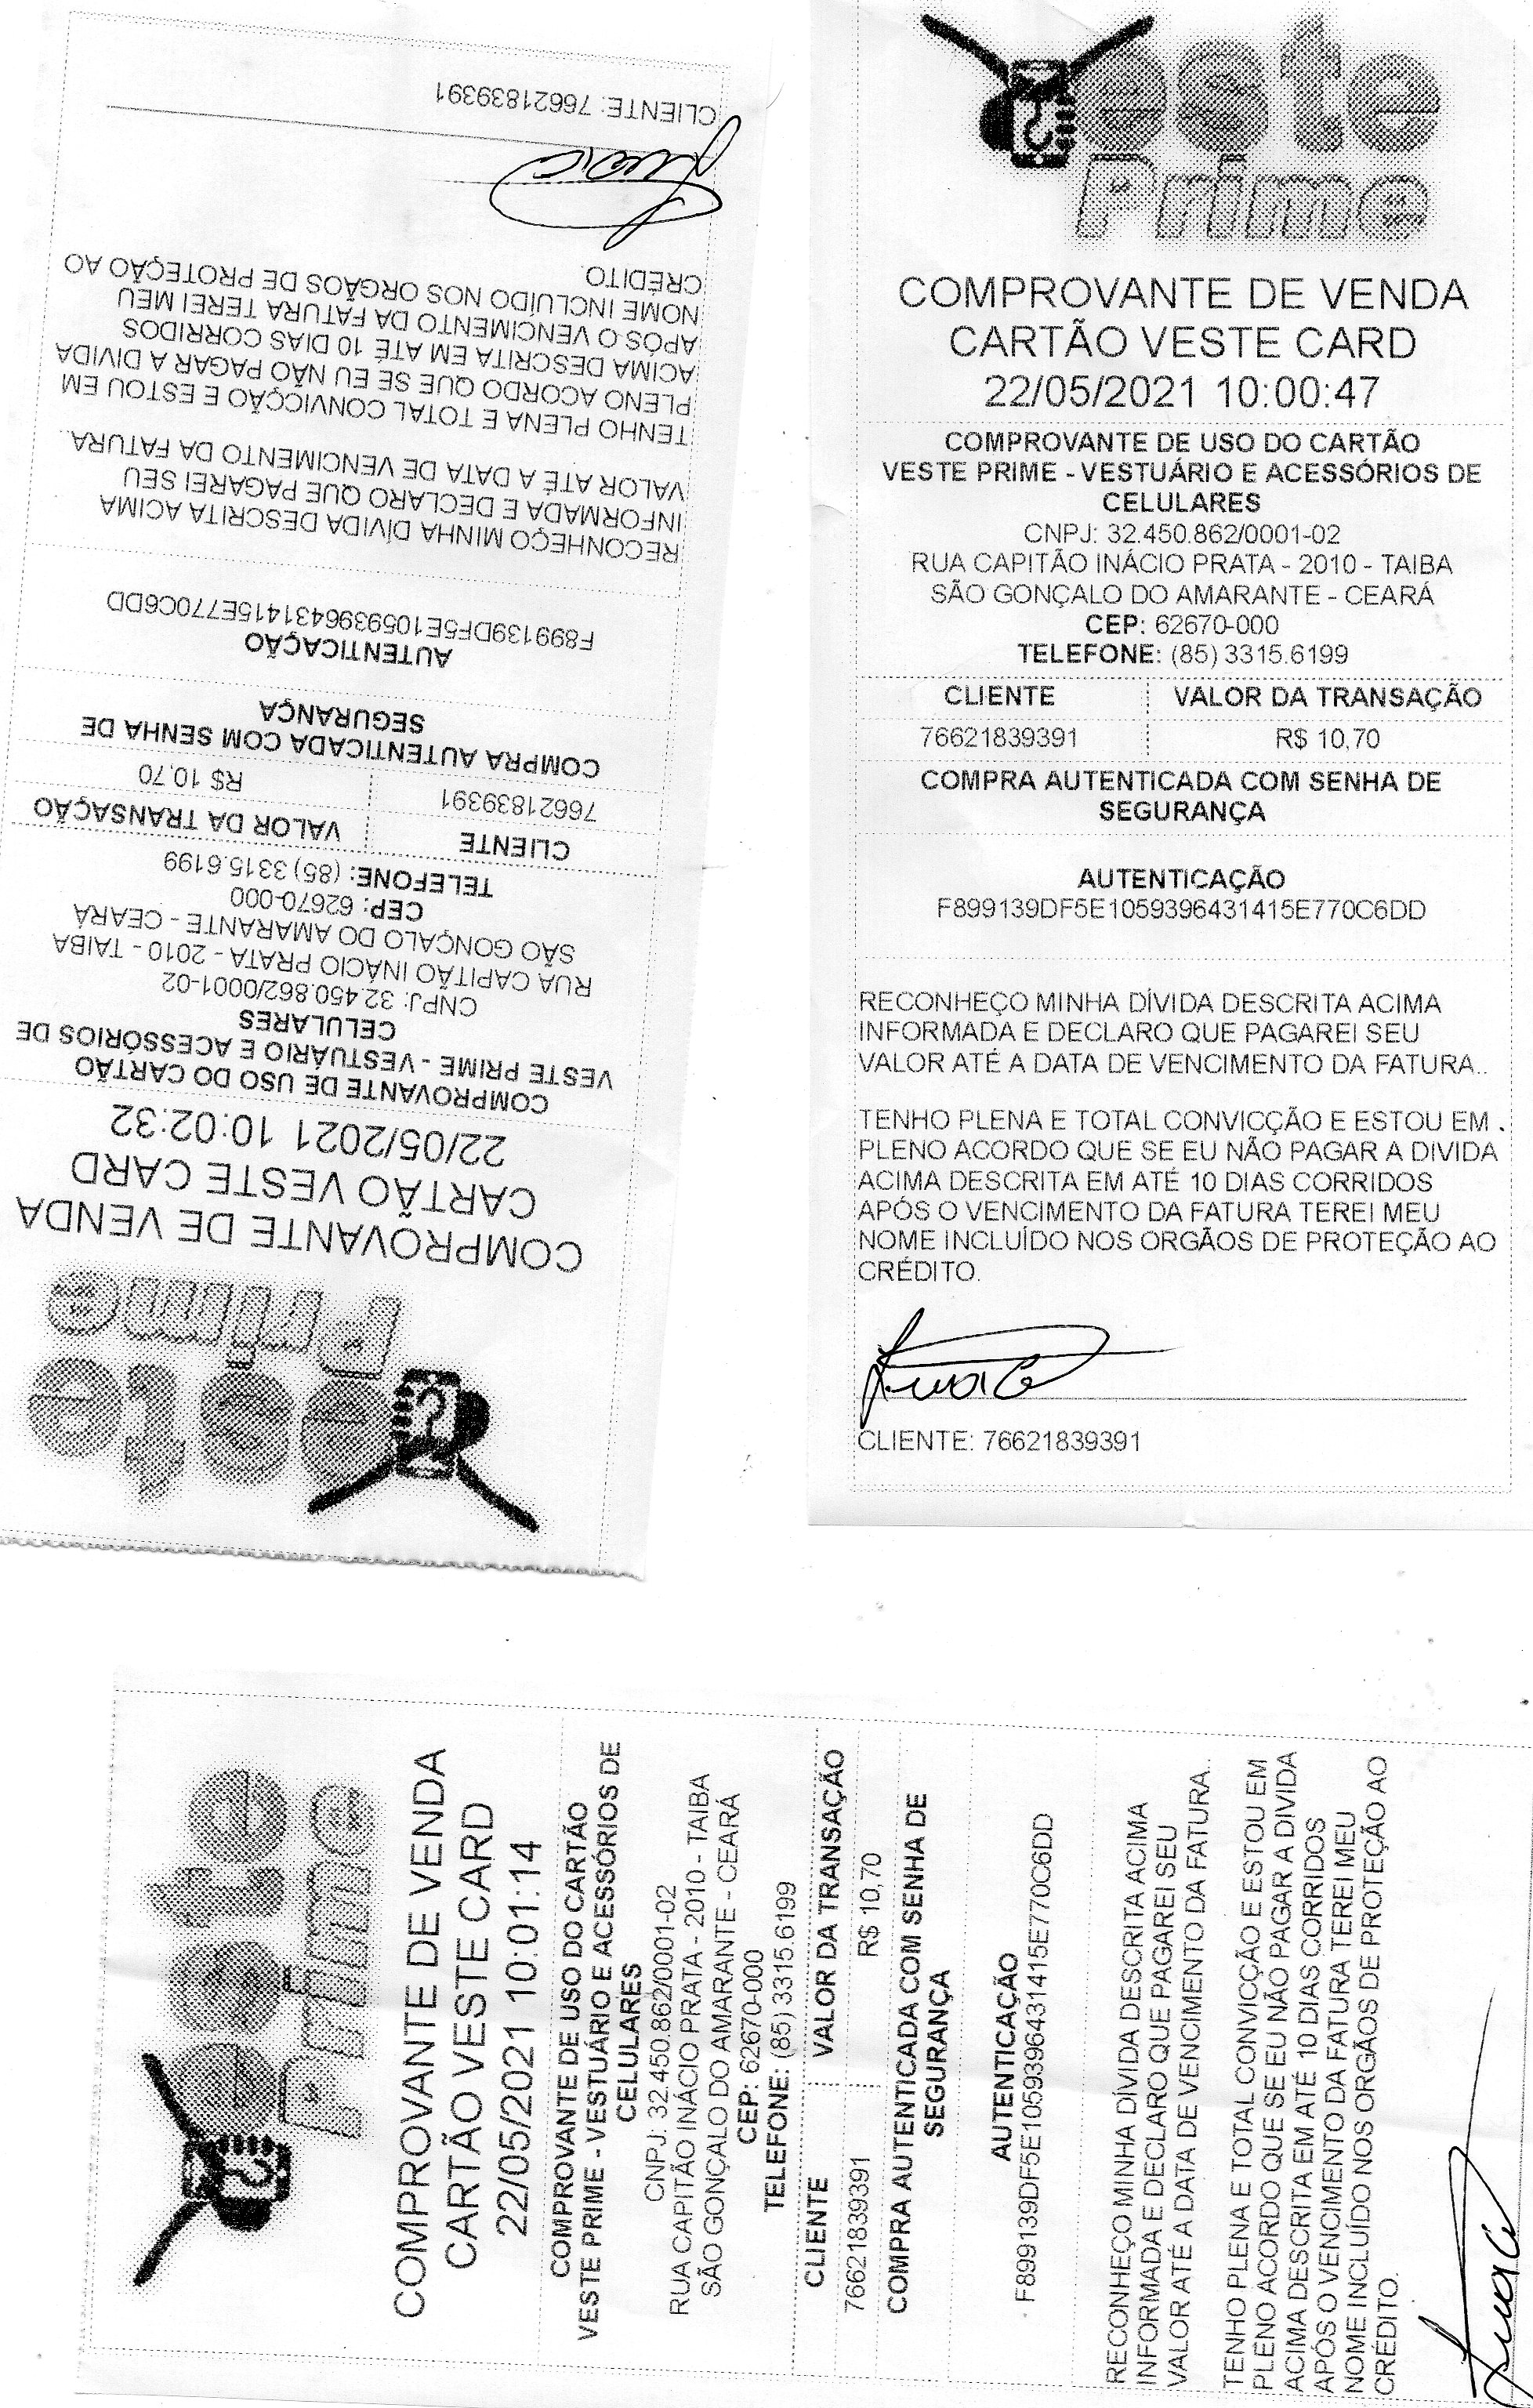 este
Prime
COMPROVANTE DE VENDA
CARTÃO VESTE CARD
22/05/2021 10:02:32
COMPROVANTE DE USO DO CARTÃO
VESTE PRIME - VESTUÁRIO E ACESSÓRIOS DE
CELULARES
CNPJ: 32.450.862/0001-02
RUA CAPITÃO INÁCIO PRATA - 2010 - TAIBA
SÃO GONÇALO DO AMARANTE - CEARÁ
CEP: 62670-000
TELEFONE: (85) 3315.6199
CLIENTE VALOR DA TRANSAÇÃO
76621839391 R$ 10,70
COMPRA AUTENTICADA COM SENHA DE
SEGURANÇA
AUTENTICAÇÃO
F899139DF5E1059396431415E770C6DD
RECONHEÇO MINHA DÍVIDA DESCRITA ACIMA
INFORMADA E DECLARO QUE PAGAREI SEU
VALOR ATÉ A DATA DE VENCIMENTO DA FATURA..
TENHO PLENA E TOTAL CONVICÇÃO E ESTOU EM
PLENO ACORDO QUE SE EU NÃO PAGAR A DIVIDA
ACIMA DESCRITA EM ATÉ 10 DIAS CORRIDOS
APÓS O VENCIMENTO DA FATURA TEREI MEU
NOME INCLUÍDO NOS ORGÃOS DE PROTEÇÃO AO
CRÉDITO.
CLIENTE: 76621839391
este
Prime
COMPROVANTE DE VENDA
CARTÃO VESTE CARD
22/05/2021 10:00:47
COMPROVANTE DE USO DO CARTÃO
VESTE PRIME - VESTUÁRIO E ACESSÓRIOS DE
CELULARES
CNPJ: 32.450.862/0001-02
RUA CAPITÃO INÁCIO PRATA - 2010 - TAIBA
SÃO GONÇALO DO AMARANTE - CEARÁ
CEP: 62670-000
TELEFONE: (85) 3315.6199
CLIENTE VALOR DA TRANSAÇÃO
76621839391 R$ 10,70
COMPRA AUTENTICADA COM SENHA DE
SEGURANÇA
AUTENTICAÇÃO
F899139DF5E1059396431415E770C6DD
RECONHEÇO MINHA DÍVIDA DESCRITA ACIMA
INFORMADA E DECLARO QUE PAGAREI SEU
VALOR ATÉ A DATA DE VENCIMENTO DA FATURA..
TENHO PLENA E TOTAL CONVICÇÃO E ESTOU EM
PLENO ACORDO QUE SE EU NÃO PAGAR A DIVIDA
ACIMA DESCRITA EM ATÉ 10 DIAS CORRIDOS
APÓS O VENCIMENTO DA FATURA TEREI MEU
NOME INCLUÍDO NOS ORGÃOS DE PROTEÇÃO AO
CRÉDITO.
CLIENTE: 76621839391
este
Prime
COMPROVANTE DE VENDA
CARTÃO VESTE CARD
22/05/2021 10:01:14
COMPROVANTE DE USO DO CARTÃO
VESTE PRIME - VESTUÁRIO E ACESSÓRIOS DE
CELULARES
CNPJ: 32.450.862/0001-02
RUA CAPITÃO INÁCIO PRATA - 2010 - TAIBA
SÃO GONÇALO DO AMARANTE - CEARÁ
CEP: 62670-000
TELEFONE: (85) 3315.6199
CLIENTE VALOR DA TRANSAÇÃO
76621839391 R$ 10,70
COMPRA AUTENTICADA COM SENHA DE
SEGURANÇA
AUTENTICAÇÃO
F899139DF5E1059396431415E770C6DD
RECONHEÇO MINHA DÍVIDA DESCRITA ACIMA
INFORMADA E DECLARO QUE PAGAREI SEU
VALOR ATÉ A DATA DE VENCIMENTO DA FATURA..
TENHO PLENA E TOTAL CONVICÇÃO E ESTOU EM
PLENO ACORDO QUE SE EU NÃO PAGAR A DIVIDA
ACIMA DESCRITA EM ATÉ 10 DIAS CORRIDOS
APÓS O VENCIMENTO DA FATURA TEREI MEU
NOME INCLUÍDO NOS ORGÃOS DE PROTEÇÃO AO
CRÉDITO.